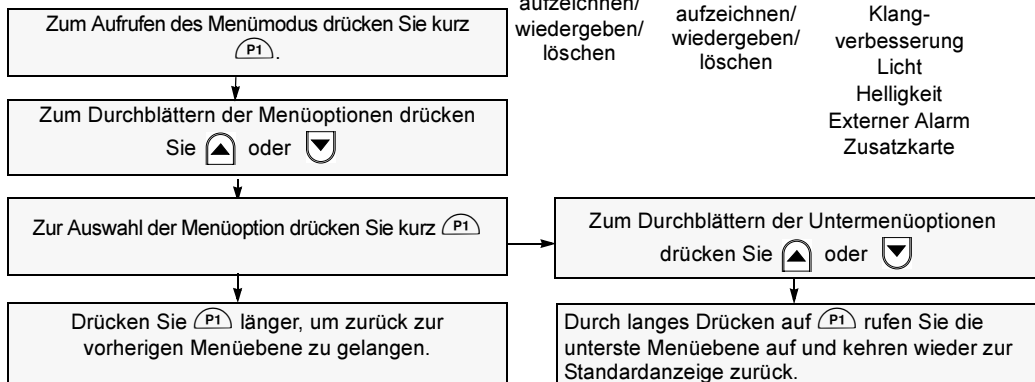 Zum Aufrufen des Menümodus drücken Sie kurz
P1.
Zum Durchblättern der Menüoptionen drücken
Sie oder
Zur Auswahl der Menüoption drücken Sie kurz P1
Drücken Sie P1 länger, um zurück zur
vorherigen Menüebene zu gelangen.
aufzeichnen/
wiedergeben/
löschen
aufzeichnen/
wiedergeben/
löschen
Klang-
verbesserung
Licht
Helligkeit
Externer Alarm
Zusatzkarte
Zum Durchblättern der Untermenüoptionen
drücken Sie oder
Durch langes Drücken auf P1 rufen Sie die
unterste Menüebene auf und kehren wieder zur
Standardanzeige zurück.